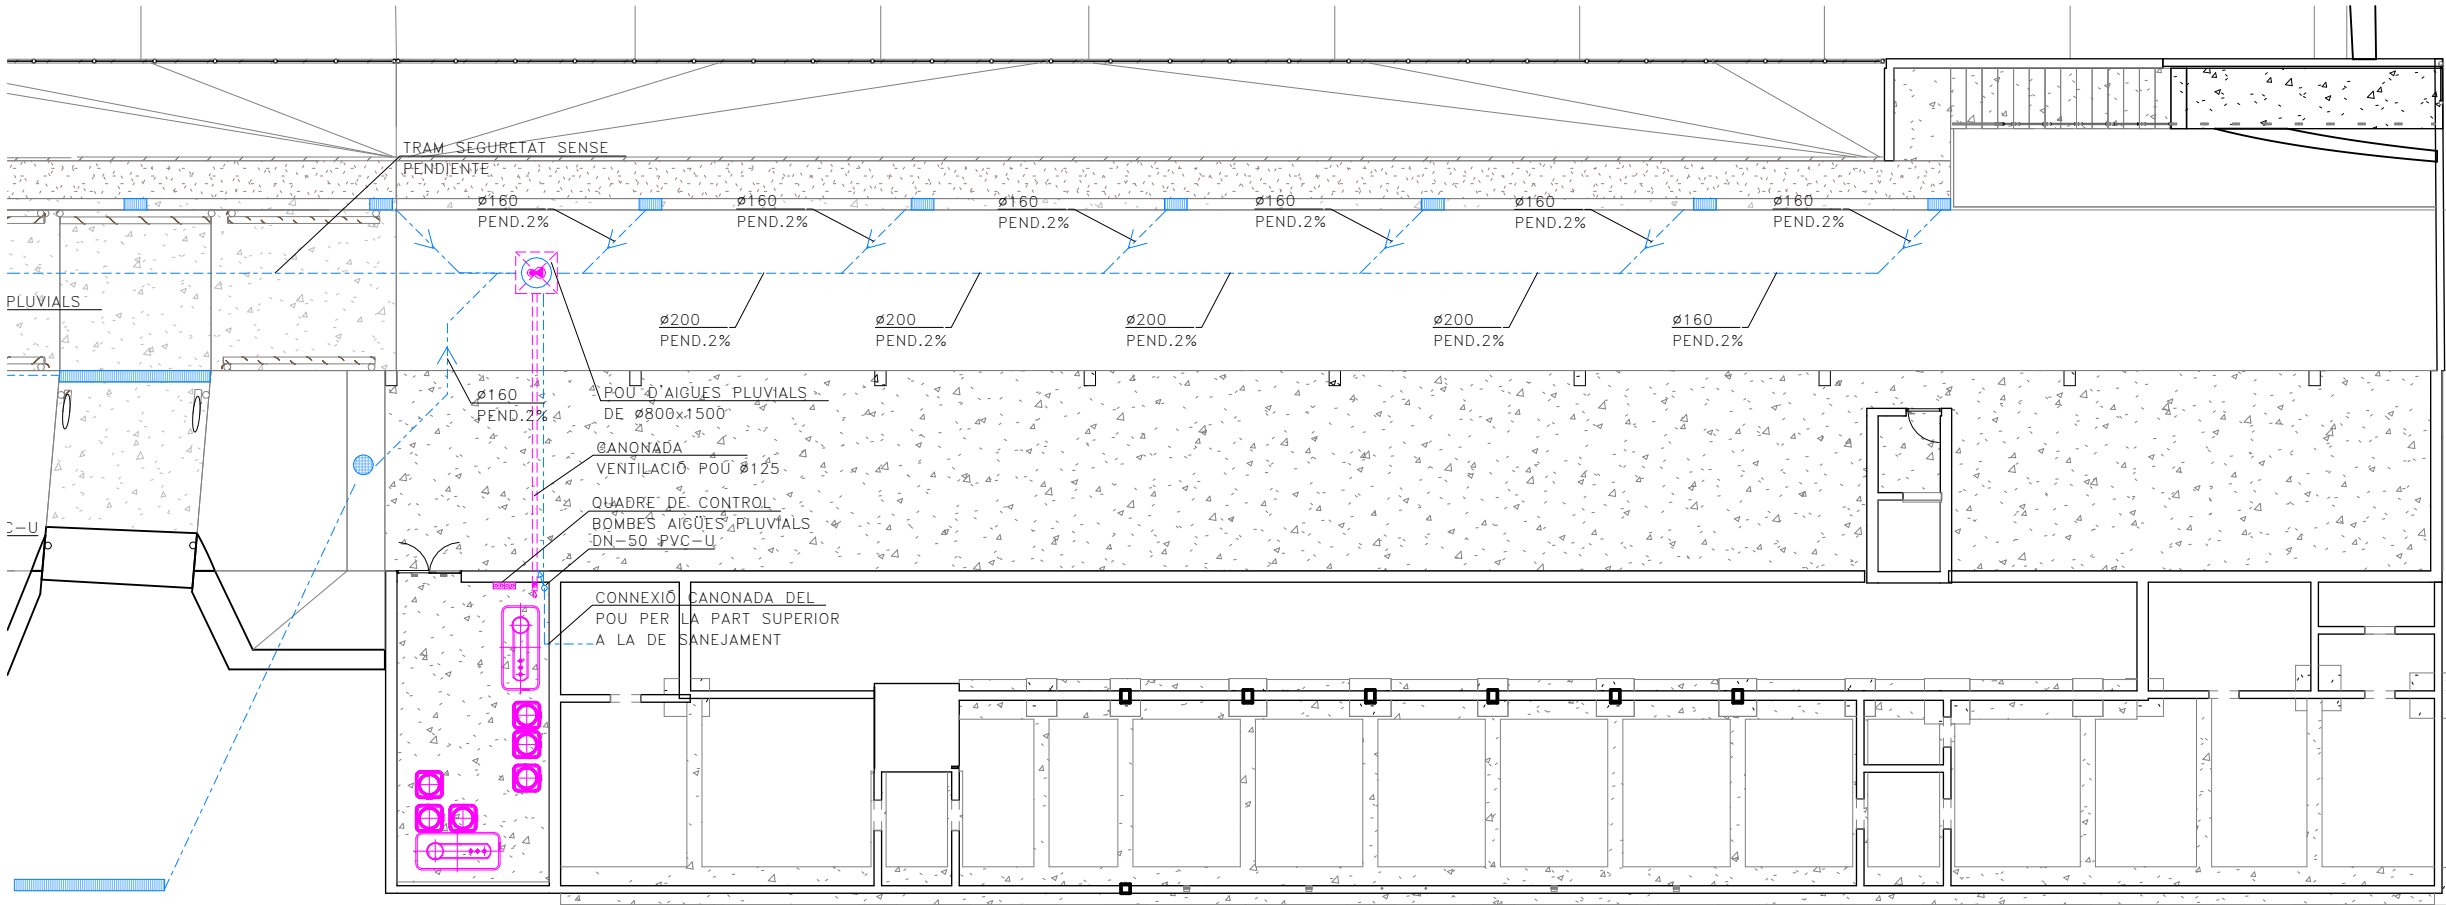 TRAM SEGURETAT SENSE
PENDIENTE
ø160
PEND.2%
ø160
PEND.2%
ø160
PEND.2%
ø160
PEND.2%
ø160
PEND.2%
ø160
PEND.2%
PLUVIALS
ø200
PEND.2%
ø200
PEND.2%
ø200
PEND.2%
ø200
PEND.2%
ø160
PEND.2%
ø160
PEND.2%
POU D'AIGUES PLUVIALS
DE ø800x1500
CANONADA
VENTILACIÓ POU ø125
QUADRE DE CONTROL
BOMBES AIGÜES PLUVIALS
DN-50 PVC-U
C-U
CONNEXIÓ CANONADA DEL
POU PER LA PART SUPERIOR
A LA DE SANEJAMENT